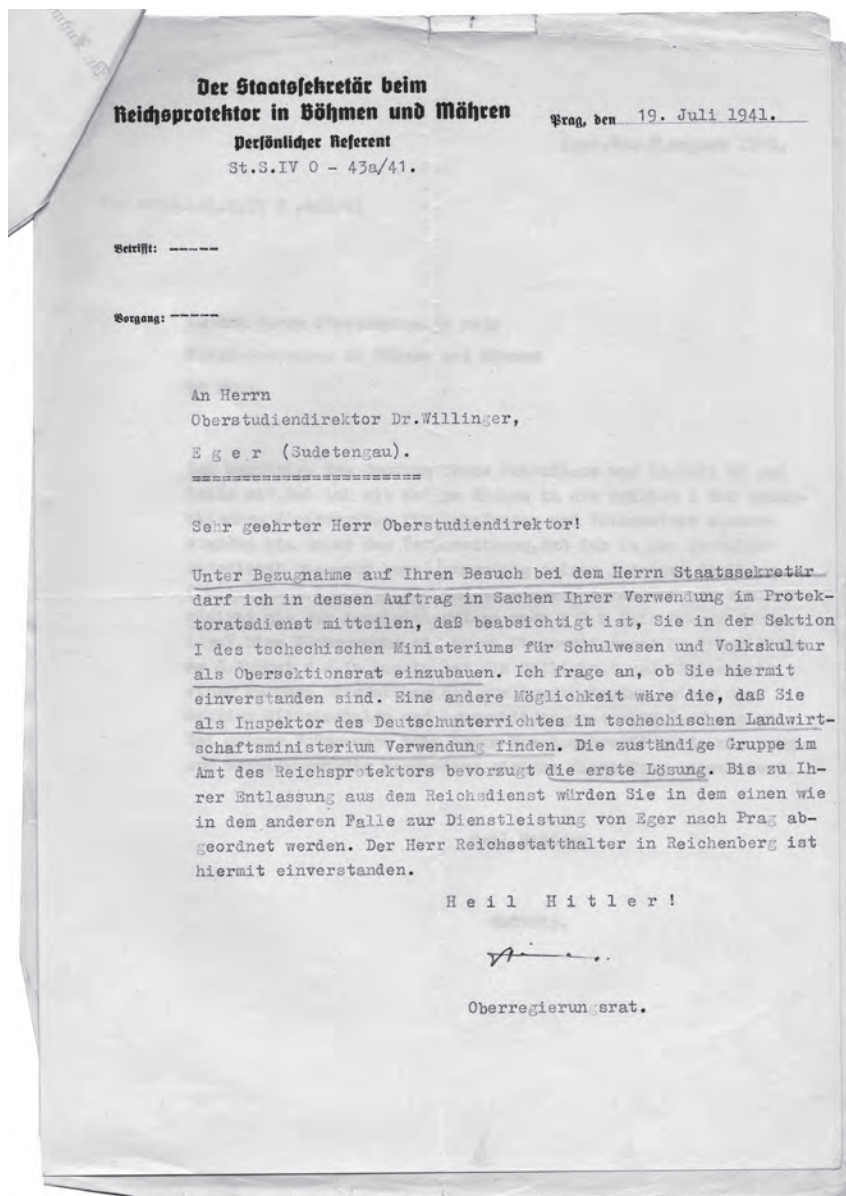 Der Staatssekretär beim
Reichsprotektor in Böhmen und Mähren
Persönlicher Referent
St.S.IV O - 43a/41.
Prag, den 19. Juli 1941.
Betrifft: -----
Vorgang: -----
An Herrn
Oberstudiendirektor Dr.Willinger,
E g e r (Sudetengau).
=======================
Sehr geehrter Herr Oberstudiendirektor!
Unter Bezugnahme auf Ihren Besuch bei dem Herrn Staatssekretär
darf ich in dessen Auftrag in Sachen Ihrer Verwendung im Protek-
toratsdienst mitteilen, daß beabsichtigt ist, Sie in der Sektion
I des tschechischen Ministeriums für Schulwesen und Volkskultur
als Obersektionsrat einzubauen. Ich frage an, ob Sie hiermit
einverstanden sind. Eine andere Möglichkeit wäre die, daß Sie
als Inspektor des Deutschunterrichtes im tschechischen Landwirt-
schaftsministerium Verwendung finden. Die zuständige Gruppe im
Amt des Reichsprotektors bevorzugt die erste Lösung. Bis zu Ih-
rer Entlassung aus dem Reichsdienst würden Sie in dem einen wie
in dem anderen Falle zur Dienstleistung von Eger nach Prag ab-
geordnet werden. Der Herr Reichsstatthalter in Reichenberg ist
hiermit einverstanden.
H e i l   H i t l e r !
Oberregierungsrat.